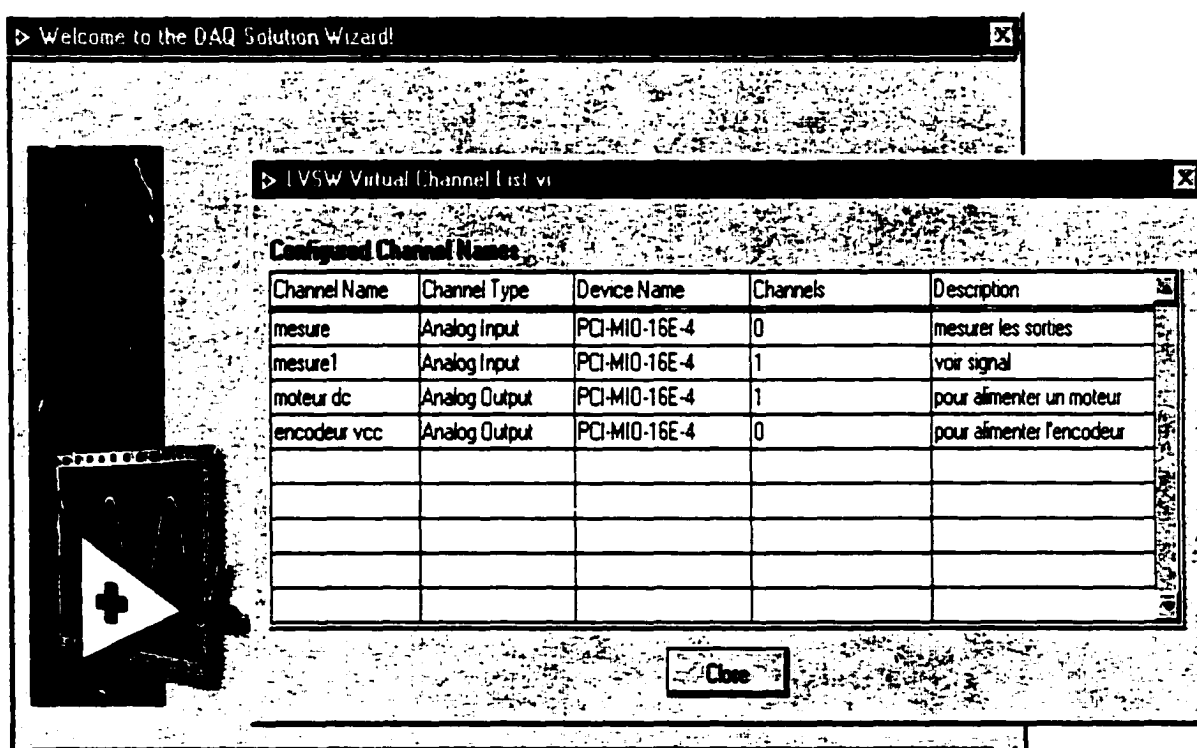 Welcome to the DAQ Solution Wizard!
LVSW Virtual Channel List.vi
Configured Channel Names
Channel Name Channel Type Device Name Channels Description
mesure Analog Input PCI-MIO-16E-4 0 mesurer les sorties
mesure1 Analog Input PCI-MIO-16E-4 1 voir signal
moteur dc Analog Output PCI-MIO-16E-4 1 pour alimenter un moteur
encodeur vcc Analog Output PCI-MIO-16E-4 0 pour alimenter l'encodeur
Close